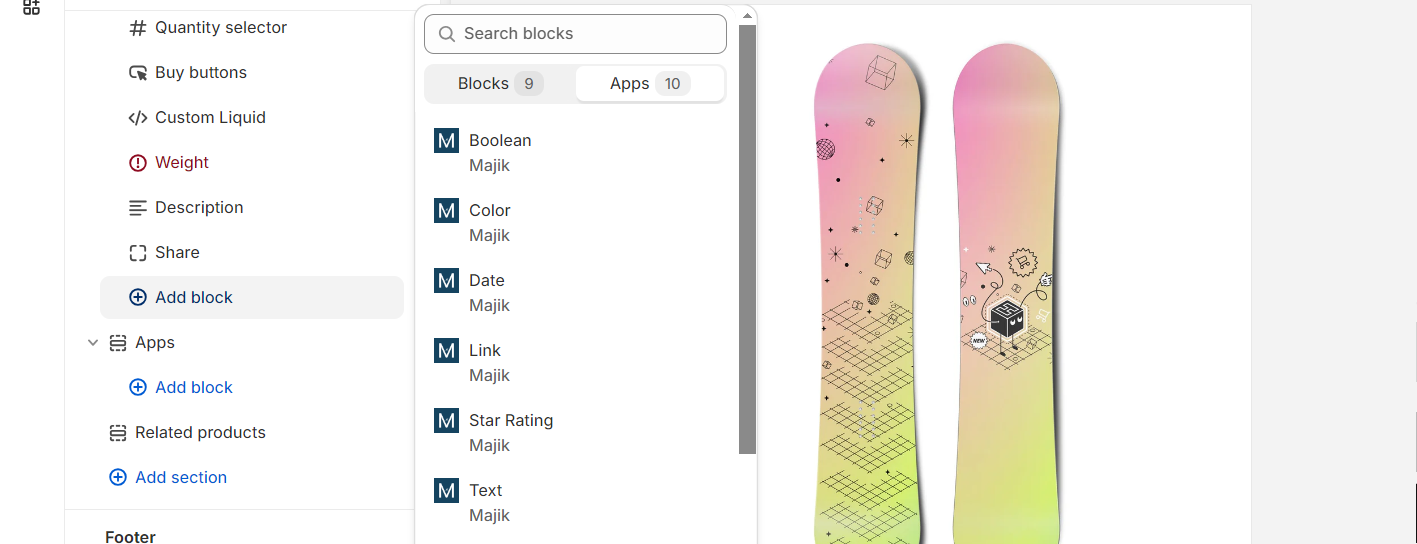 Quantity selector
Buy buttons
Custom Liquid
Weight
Description
Share
Add block
Apps
Add block
Related products
Add section
Footer
Search blocks
Blocks 9
Apps 10
M Boolean
Majik
M Color
Majik
M Date
Majik
M Link
Majik
M Star Rating
Majik
M Text
Majik
NEW